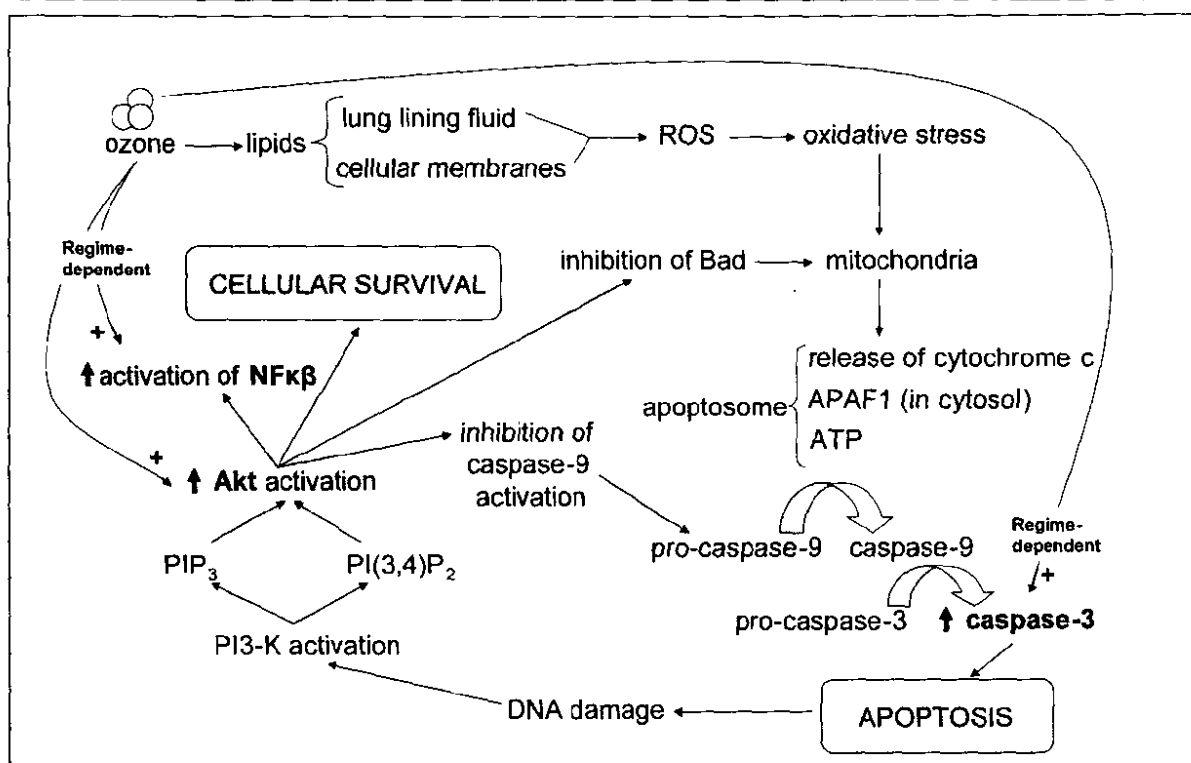 ozone
lipids
lung lining fluid
cellular membranes
ROS
oxidative stress
Regime-
dependent
CELLULAR SURVIVAL
inhibition of Bad
mitochondria
+
activation of NFκβ
release of cytochrome c
apoptosome
APAF1 (in cytosol)
ATP
inhibition of
caspase-9
activation
+
Akt activation
pro-caspase-9
caspase-9
Regime-
dependent
+
PIP3
PI(3,4)P2
pro-caspase-3
caspase-3
PI3-K activation
DNA damage
APOPTOSIS